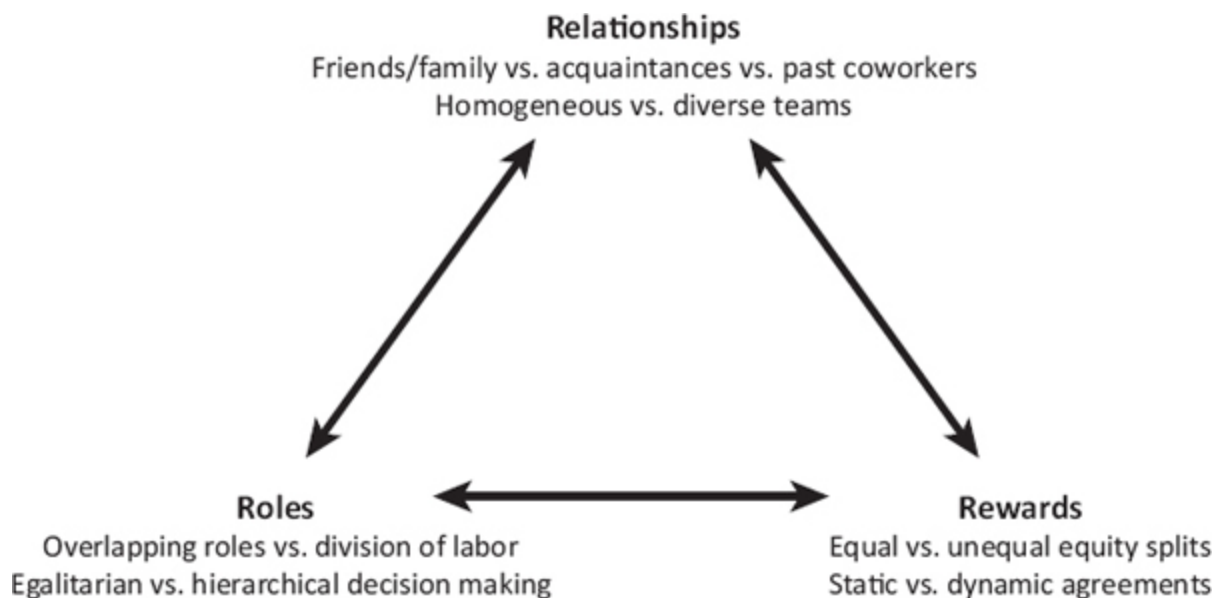 Relationships
Friends/family vs. acquaintances vs. past coworkers
Homogeneous vs. diverse teams
Roles
Overlapping roles vs. division of labor
Egalitarian vs. hierarchical decision making
Rewards
Equal vs. unequal equity splits
Static vs. dynamic agreements